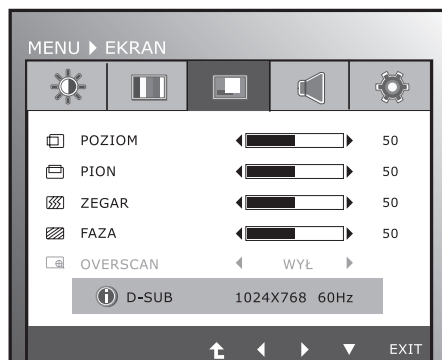 MENU EKRAN
POZIOM 50
PION 50
ZEGAR 50
FAZA 50
OVERSCAN WYŁ
D-SUB 1024X768 60Hz
EXIT